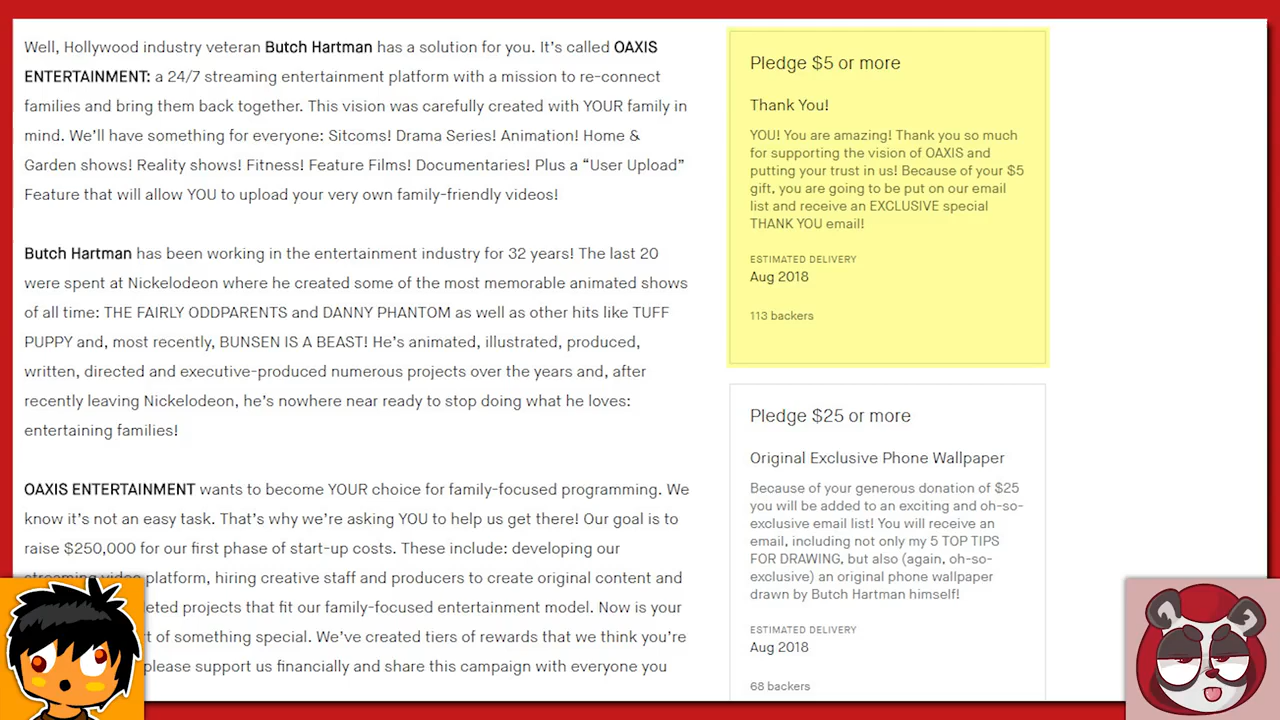 Well, Hollywood industry veteran Butch Hartman has a solution for you. It's called OAXIS
ENTERTAINMENT: a 24/7 streaming entertainment platform with a mission to re-connect
families and bring them back together. This vision was carefully created with YOUR family in
mind. We'll have something for everyone: Sitcoms! Drama Series! Animation! Home &
Garden shows! Reality shows! Fitness! Feature Films! Documentaries! Plus a “User Upload”
Feature that will allow YOU to upload your very own family-friendly videos!
Butch Hartman has been working in the entertainment industry for 32 years! The last 20
were spent at Nickelodeon where he created some of the most memorable animated shows
of all time: THE FAIRLY ODDPARENTS and DANNY PHANTOM as well as other hits like TUFF
PUPPY and, most recently, BUNSEN IS A BEAST! He's animated, illustrated, produced,
written, directed and executive-produced numerous projects over the years and, after
recently leaving Nickelodeon, he's nowhere near ready to stop doing what he loves:
entertaining families!
OAXIS ENTERTAINMENT wants to become YOUR choice for family-focused programming. We
know it's not an easy task. That's why we're asking YOU to help us get there! Our goal is to
raise $250,000 for our first phase of start-up costs. These include: developing our
streaming video platform, hiring creative staff and producers to create original content and
projects that fit our family-focused entertainment model. Now is your
of something special. We've created tiers of rewards that we think you're
please support us financially and share this campaign with everyone you
Pledge $5 or more
Thank You!
YOU! You are amazing! Thank you so much
for supporting the vision of OAXIS and
putting your trust in us! Because of your $5
gift, you are going to be put on our email
list and receive an EXCLUSIVE special
THANK YOU email!
ESTIMATED DELIVERY
Aug 2018
113 backers
Pledge $25 or more
Original Exclusive Phone Wallpaper
Because of your generous donation of $25
you will be added to an exciting and oh-so-
exclusive email list! You will receive an
email, including not only my 5 TOP TIPS
FOR DRAWING, but also (again, oh-so-
exclusive) an original phone wallpaper
drawn by Butch Hartman himself!
ESTIMATED DELIVERY
Aug 2018
68 backers